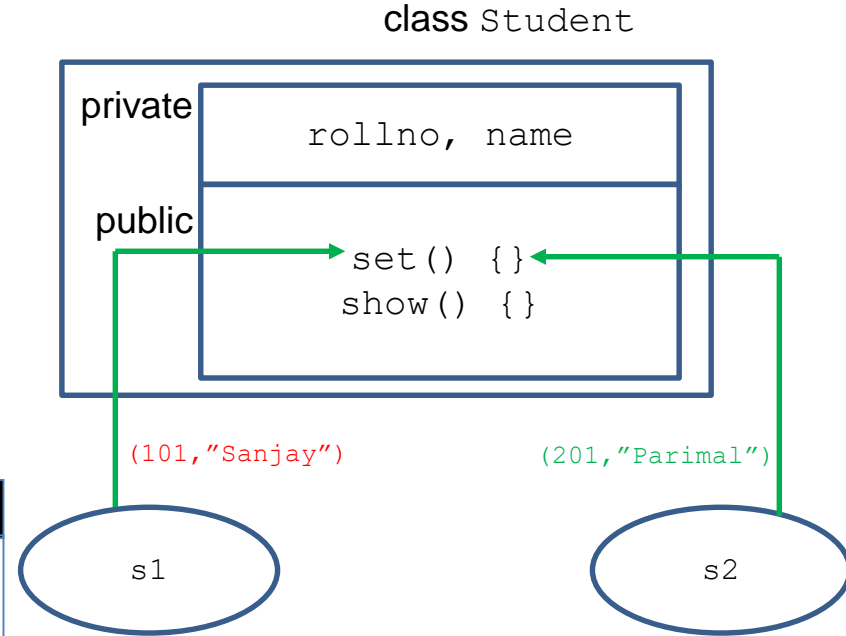 class Student
private
rollno, name
public
set() {}
show() {}
(101,”Sanjay”)
(201,”Parimal”)
s1
s2